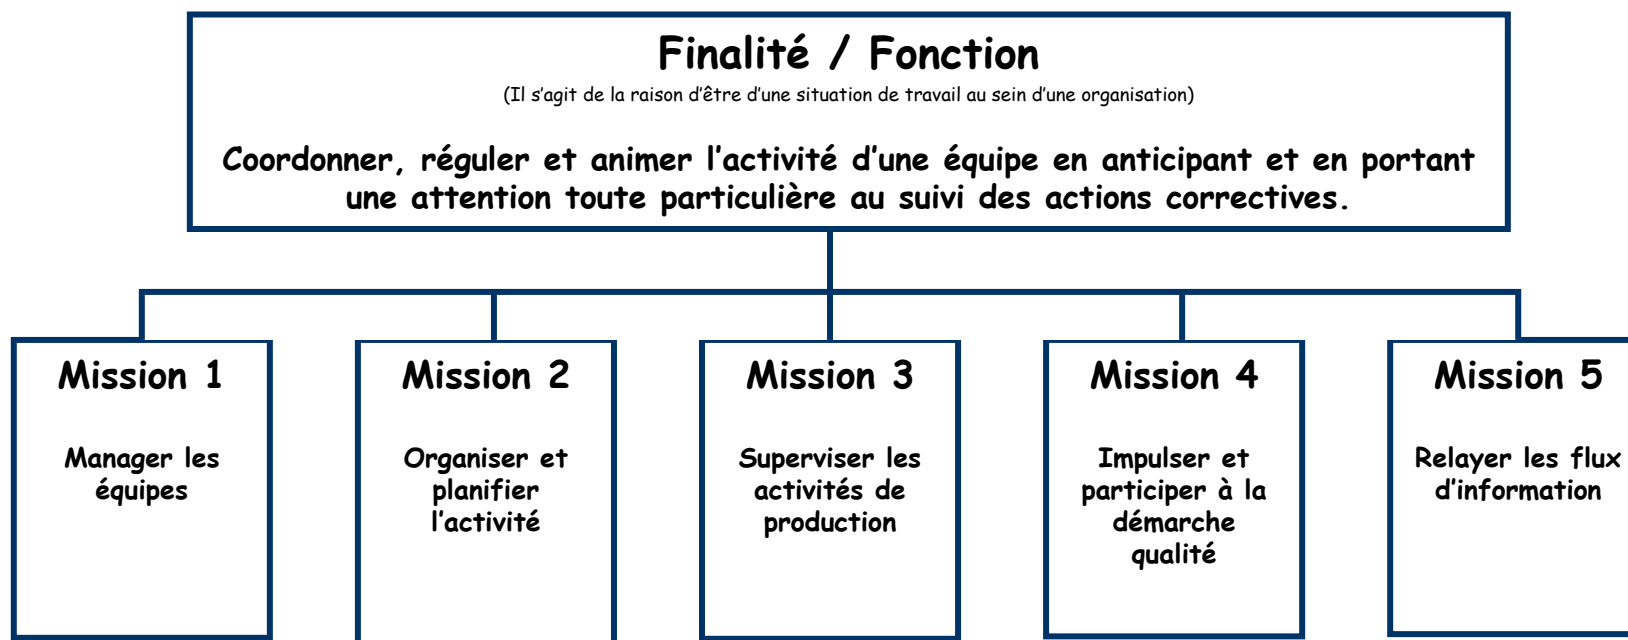 Finalité / Fonction
(Il s’agit de la raison d’être d’une situation de travail au sein d’une organisation)
Coordonner, réguler et animer l’activité d’une équipe en anticipant et en portant
une attention toute particulière au suivi des actions correctives.
Mission 1
Manager les
équipes
Mission 2
Organiser et
planifier
l’activité
Mission 3
Superviser les
activités de
production
Mission 4
Impulser et
participer à la
démarche
qualité
Mission 5
Relayer les flux
d’information